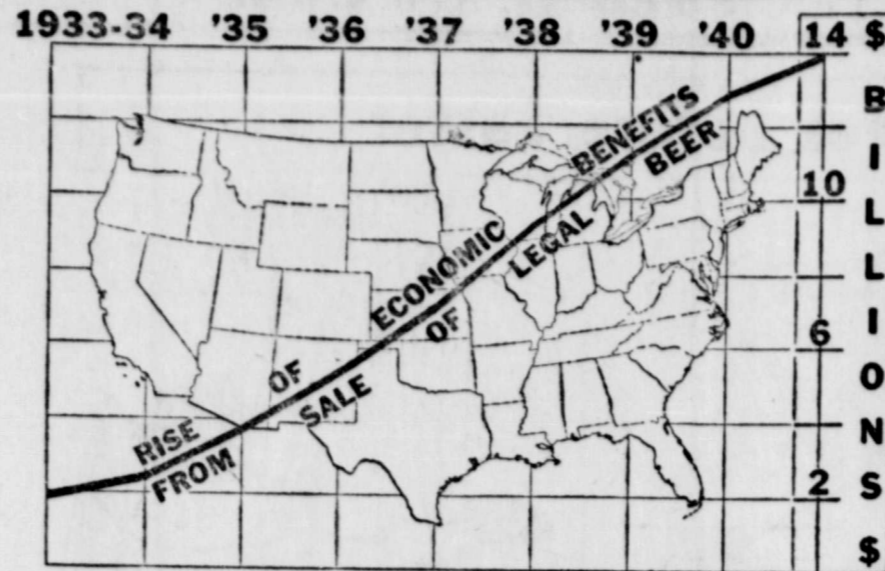 1933-34 '35 '36 '37 '38 '39 '40
14
10
6
2
$ BILLIONS $
RISE OF ECONOMIC BENEFITS
FROM SALE OF LEGAL BEER